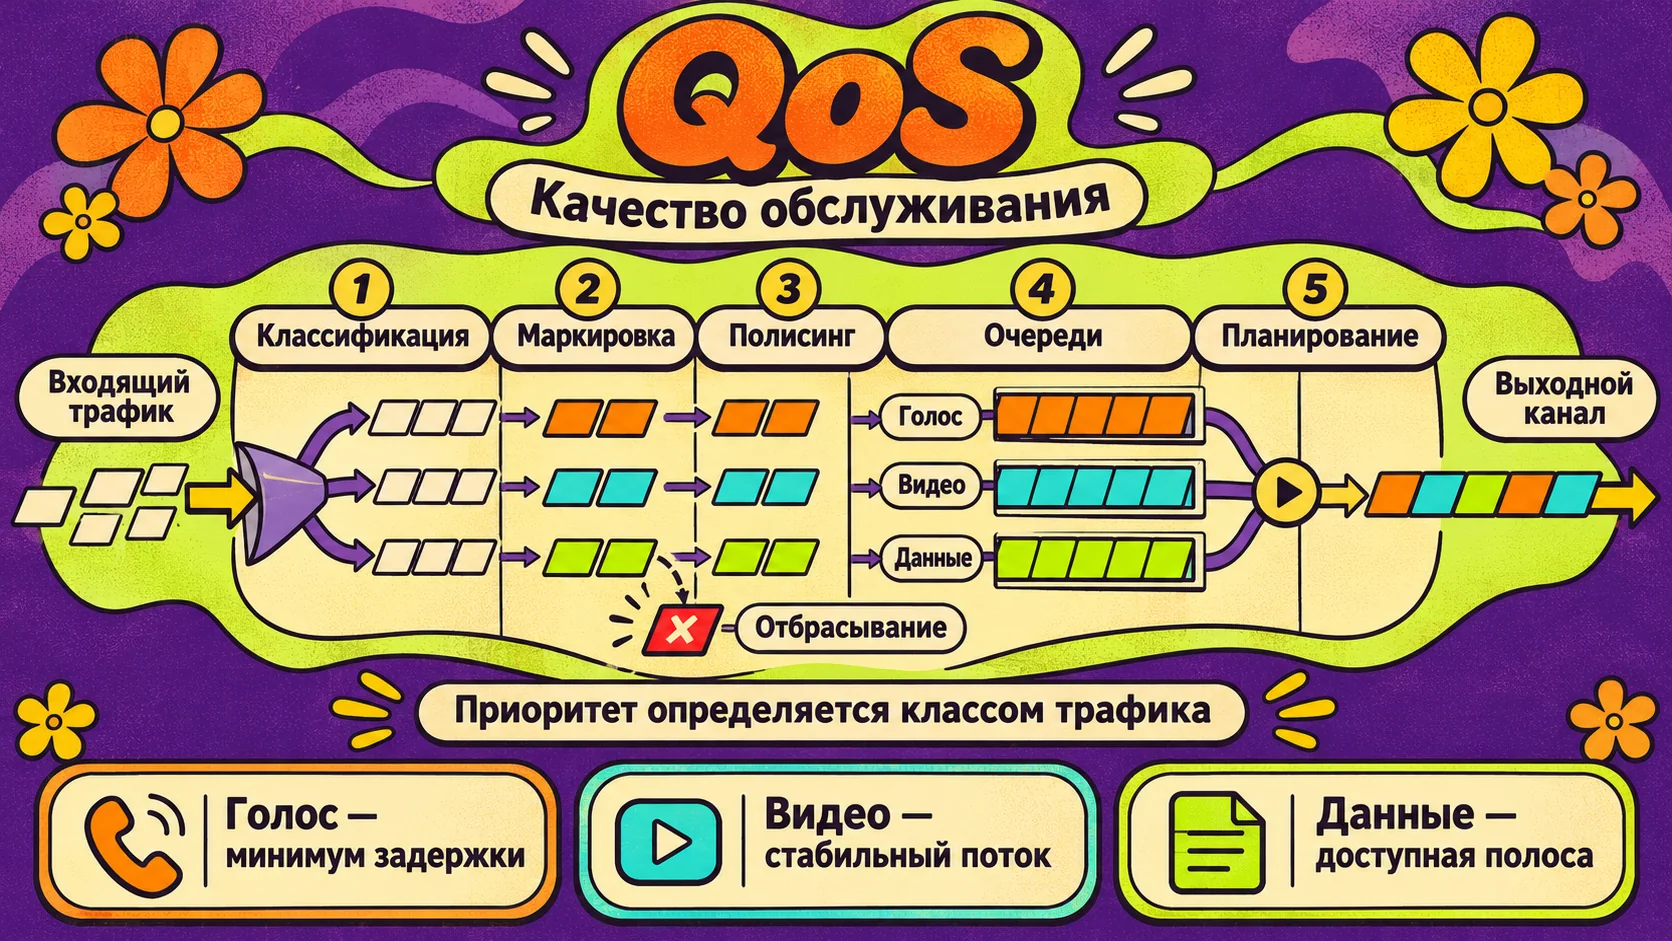 QoS
Качество обслуживания
1
2
3
4
5
Классификация
Маркировка
Полисинг
Очереди
Планирование
Входящий
трафик
Выходной
канал
Голос
Видео
Данные
Отбрасывание
Приоритет определяется классом трафика
Голос —
минимум задержки
Видео —
стабильный поток
Данные —
доступная полоса